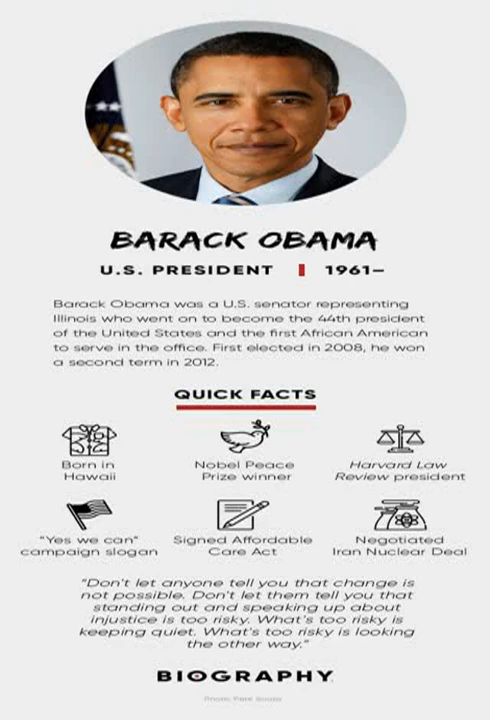 BARACK OBAMA
U.S. PRESIDENT | 1961–
Barack Obama was a U.S. senator representing
Illinois who went on to become the 44th president
of the United States and the first African American
to serve in the office. First elected in 2008, he won
a second term in 2012.
QUICK FACTS
Born in
Hawaii
Nobel Peace
Prize winner
Harvard Law
Review president
"Yes we can"
campaign slogan
Signed Affordable
Care Act
Negotiated
Iran Nuclear Deal
"Don't let anyone tell you that change is
not possible. Don't let them tell you that
standing out and speaking up about
injustice is too risky. What's too risky is
keeping quiet. What's too risky is looking
the other way."
BIOGRAPHY
Photo: Pete Souza